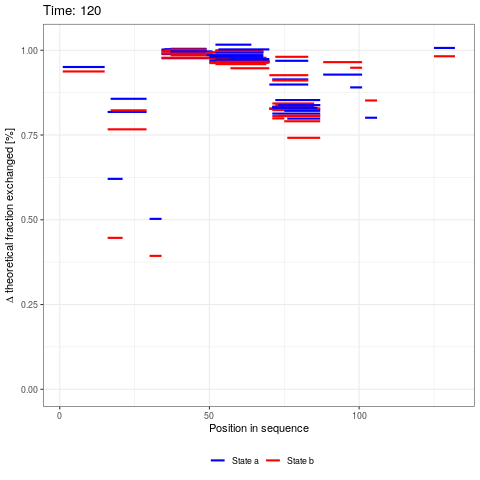 Time: 120
Δ theoretical fraction exchanged [%]
1.00
0.75
0.50
0.25
0.00
0
50
100
Position in sequence
State a
State b